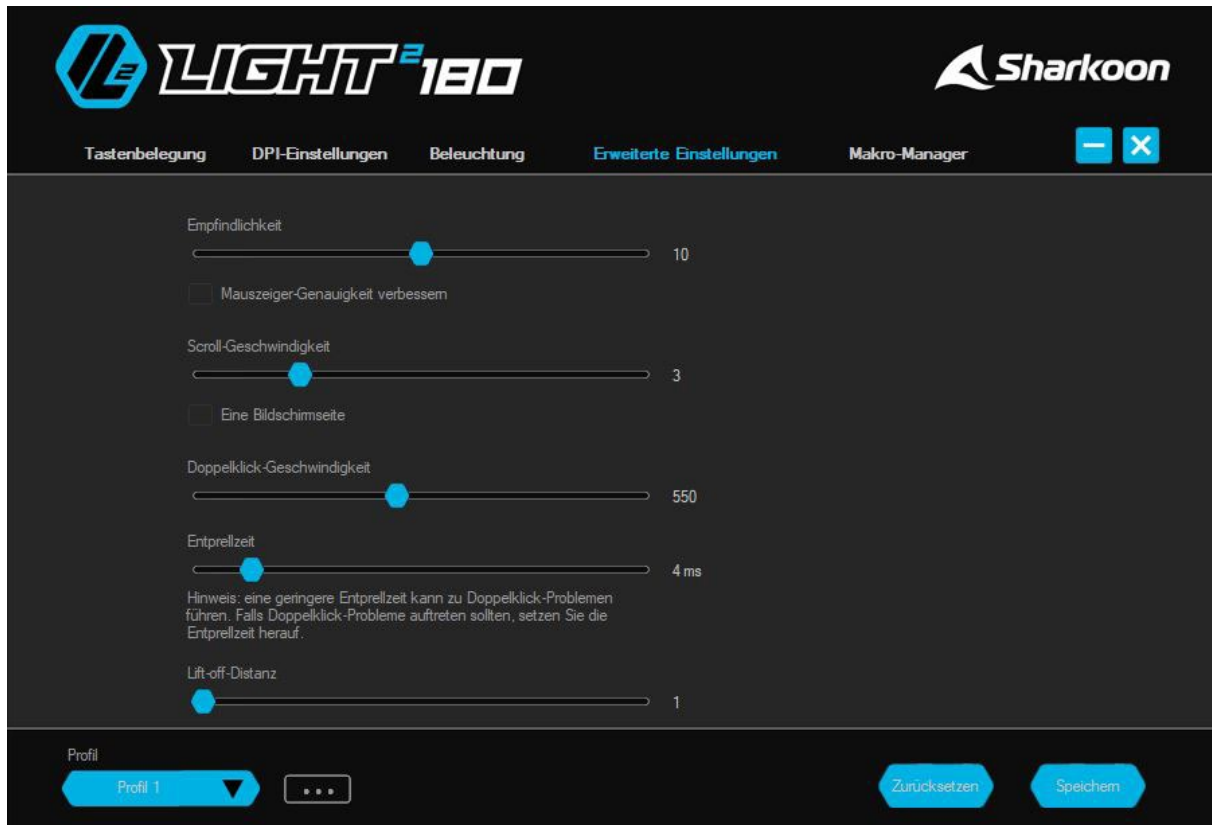 LIGHT²180
Sharkoon
Tastenbelegung DPI-Einstellungen Beleuchtung Erweiterte Einstellungen Makro-Manager
Empfindlichkeit
10
Mauszeiger-Genauigkeit verbessern
Scroll-Geschwindigkeit
3
Eine Bildschirmseite
Doppelklick-Geschwindigkeit
550
Entprellzeit
4 ms
Hinweis: eine geringere Entprellzeit kann zu Doppelklick-Problemen
führen. Falls Doppelklick-Probleme auftreten sollten, setzen Sie die
Entprellzeit herauf.
Lift-off-Distanz
1
Profil
Profil 1 ...
Zurücksetzen Speichern